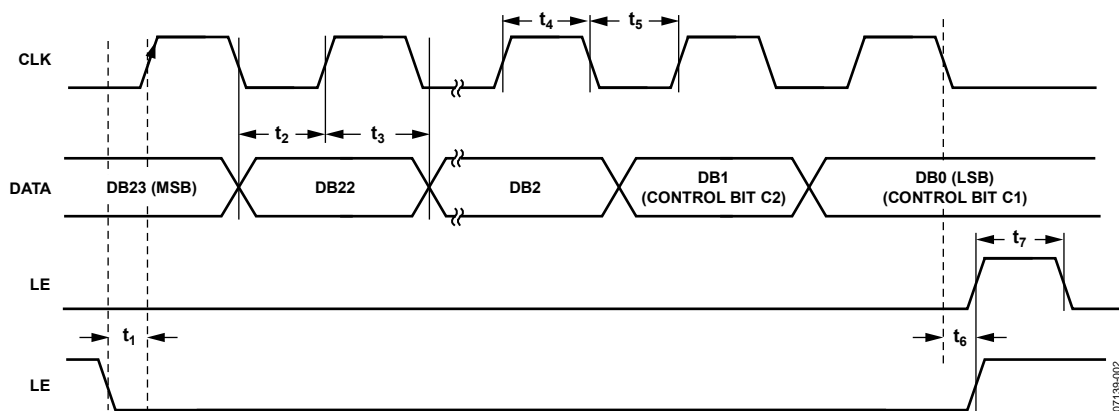 t4
t5
CLK
t2
t3
DATA
DB23 (MSB)
DB22
DB2
DB1
(CONTROL BIT C2)
DB0 (LSB)
(CONTROL BIT C1)
t7
LE
t1
t6
LE
07139-002